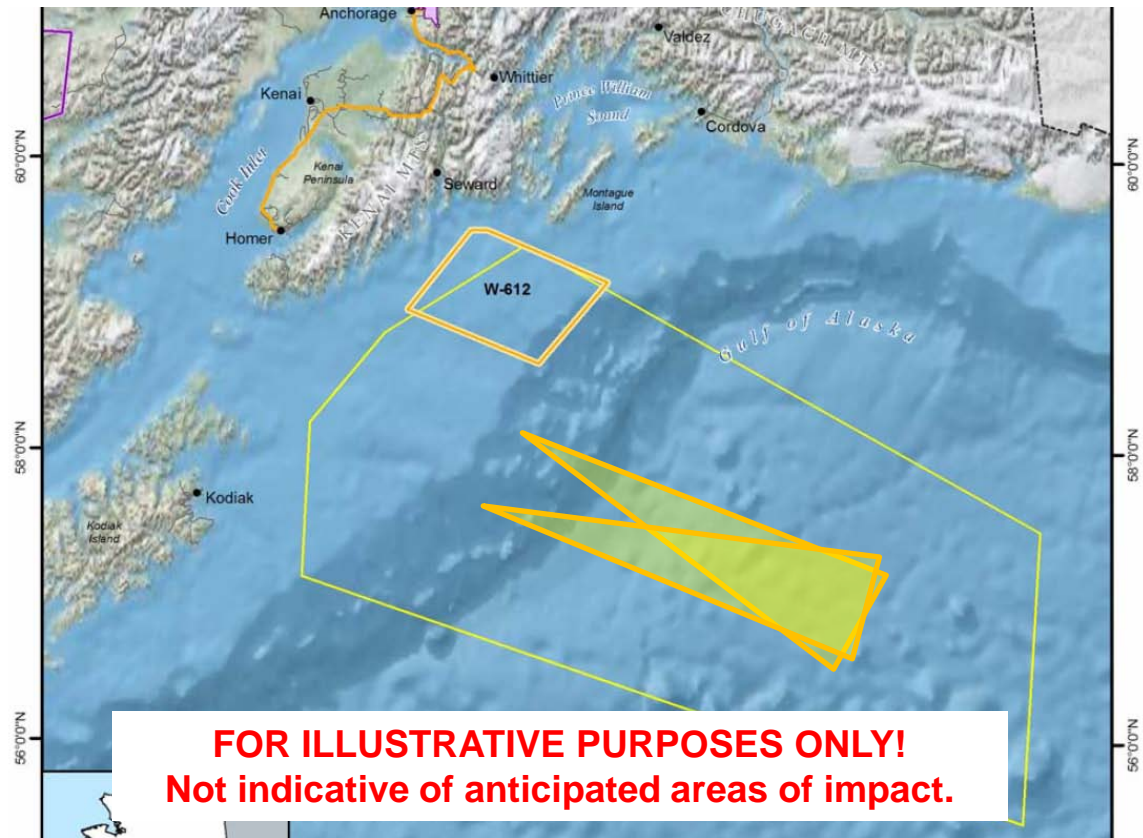 Anchorage
CHUGACH MTS
Valdez
Whittier
Kenai
Prince William
Sound
Cordova
60°0'0"N
60°0'0"N
Cook Inlet
Kenai
Peninsula
KENAI MTS
Seward
Montague
Island
Homer
W-612
Gulf of Alaska
58°0'0"N
58°0'0"N
Kodiak
Kodiak
Island
56°0'0"N
56°0'0"N
FOR ILLUSTRATIVE PURPOSES ONLY!
Not indicative of anticipated areas of impact.